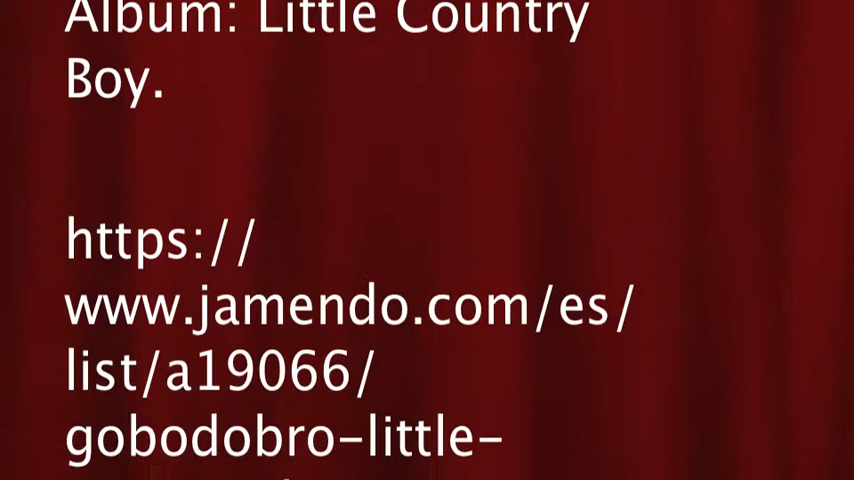 Album: Little Country
Boy.
https://
www.jamendo.com/es/
list/a19066/
gobodobro-little-